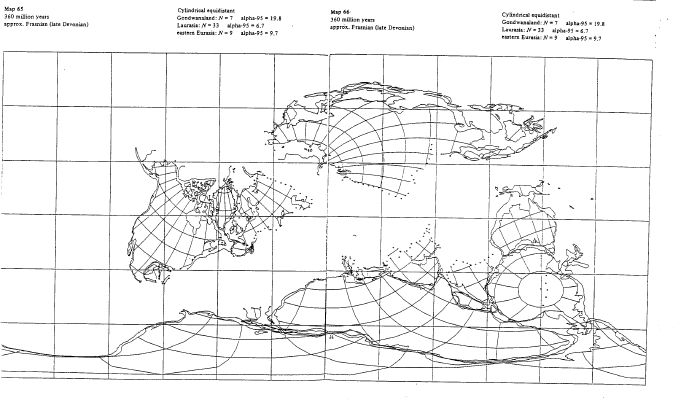 Map 65
360 million years
approx. Frasnian (late Devonian)
Cylindrical equidistant
Gondwanaland: N = 7 alpha-95 = 19.8
Laurasia: N = 33 alpha-95 = 6.7
eastern Eurasia: N = 9 alpha-95 = 9.7
Map 66
360 million years
approx. Frasnian (late Devonian)
Cylindrical equidistant
Gondwanaland: N = 7 alpha-95 = 19.8
Laurasia: N = 33 alpha-95 = 6.7
eastern Eurasia: N = 9 alpha-95 = 9.7